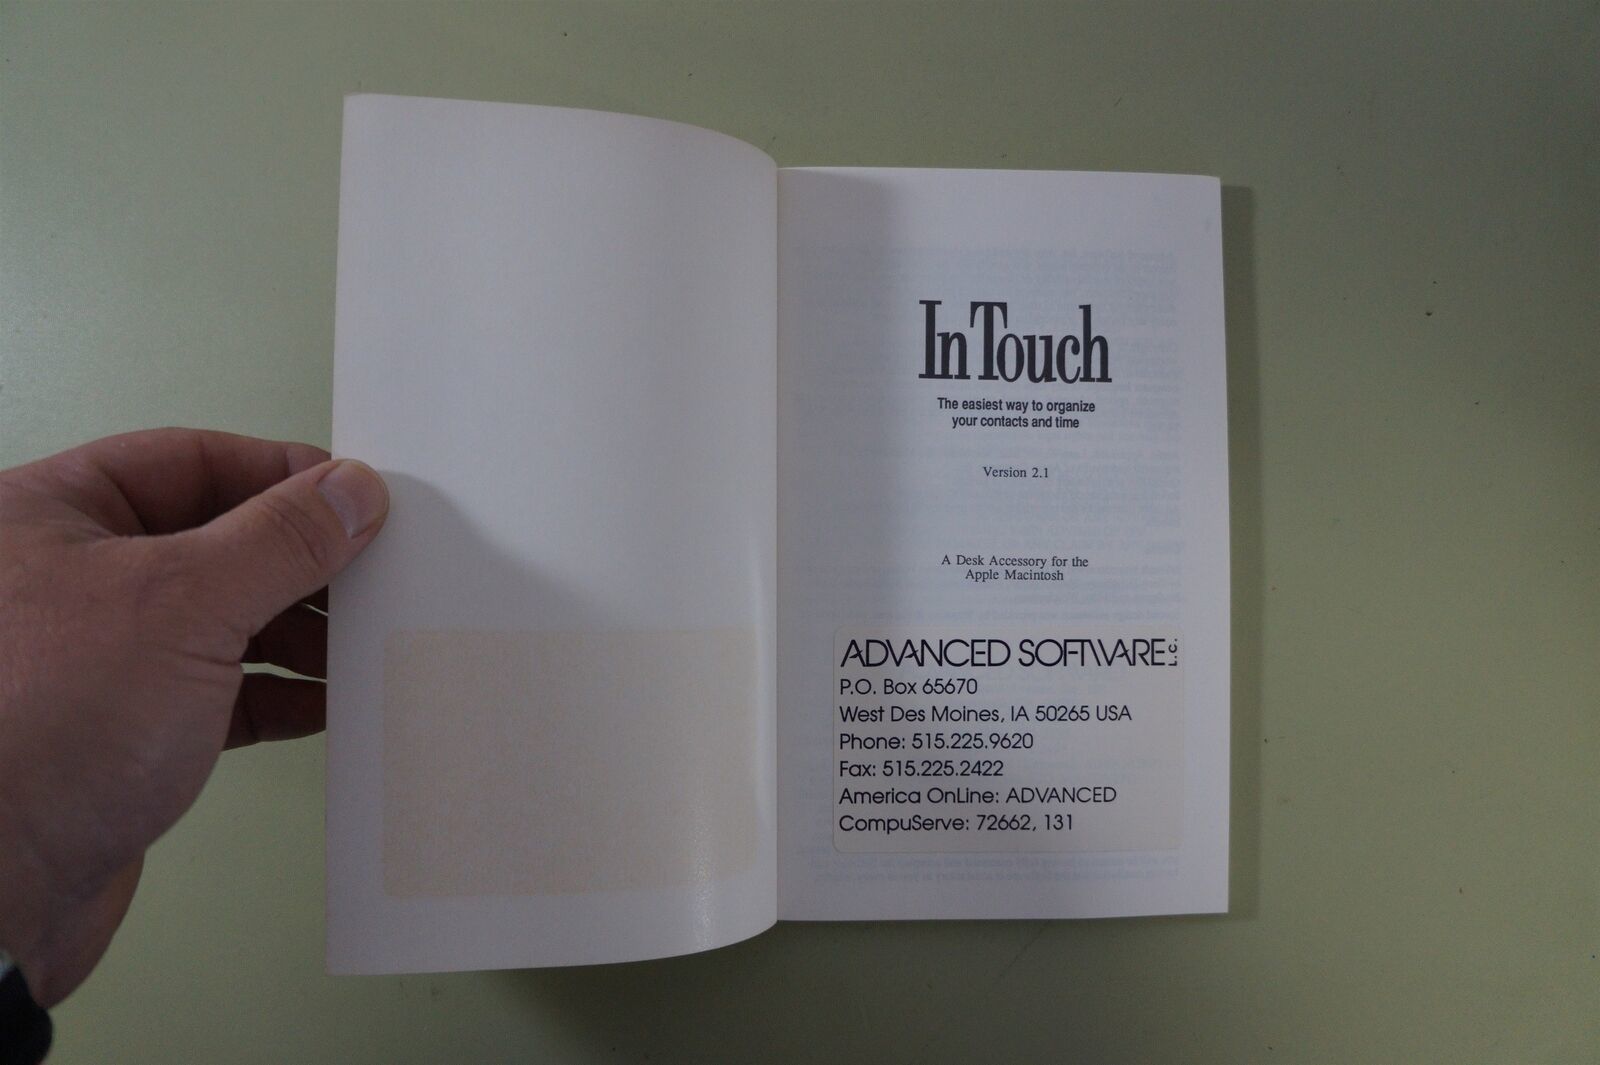 In Touch
The easiest way to organize
your contacts and time
Version 2.1
A Desk Accessory for the
Apple Macintosh
ADVANCED SOFTWARE L.C.
P.O. Box 65670
West Des Moines, IA 50265 USA
Phone: 515.225.9620
Fax: 515.225.2422
America OnLine: ADVANCED
CompuServe: 72662, 131